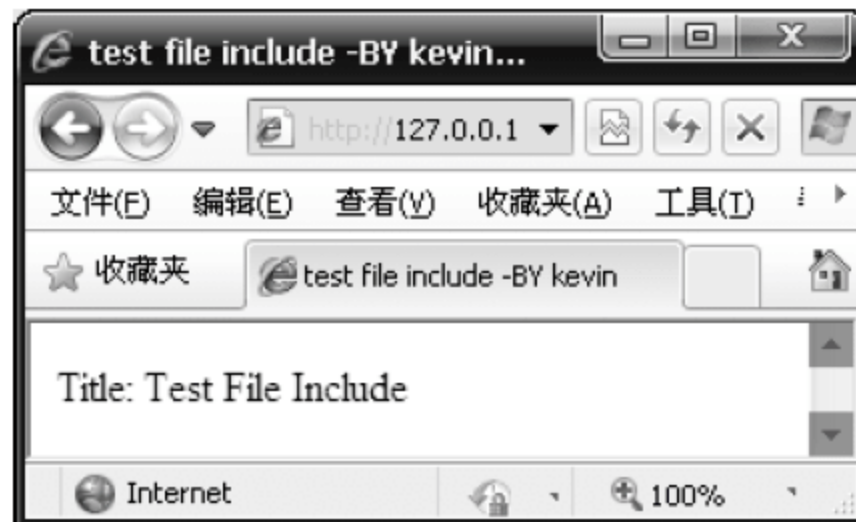 test file include -BY kevin...
http://127.0.0.1
文件(F) 编辑(E) 查看(V) 收藏夹(A) 工具(T)
收藏夹 test file include -BY kevin
Title: Test File Include
Internet 100%